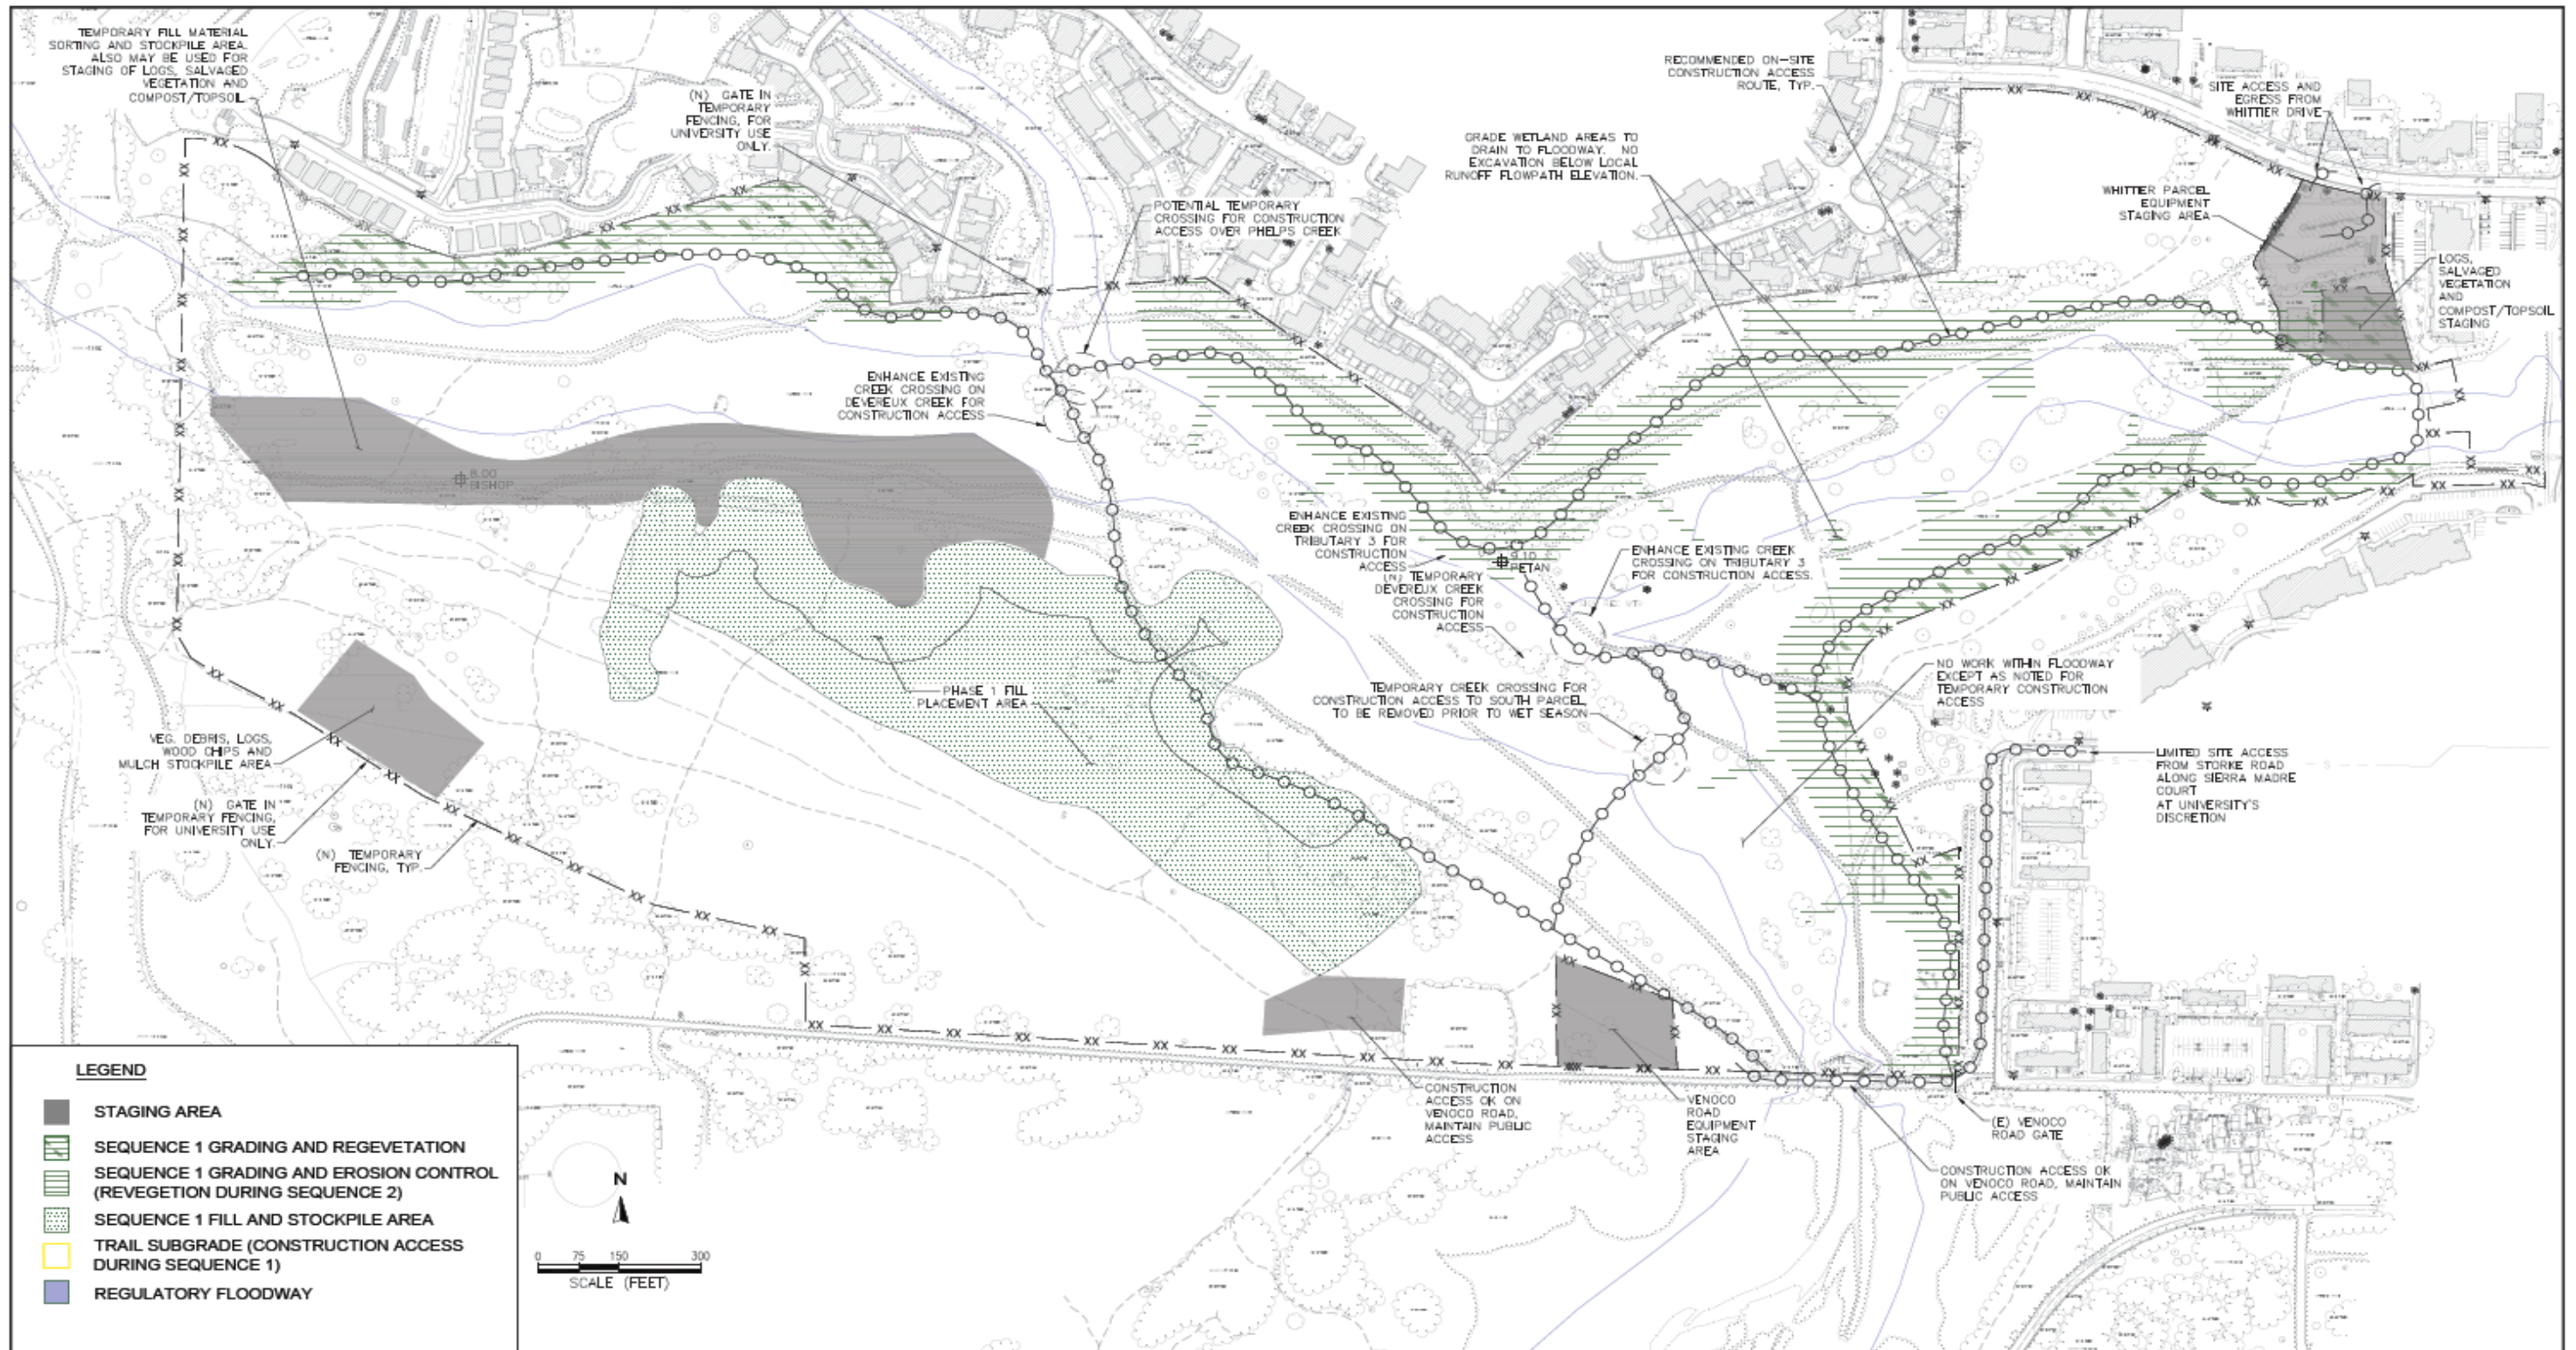 TEMPORARY FILL MATERIAL
SORTING AND STOCKPILE AREA.
ALSO MAY BE USED FOR
STAGING OF LOGS, SALVAGED
VEGETATION AND
COMPOST/TOPSOIL
(N) GATE IN
TEMPORARY
FENCING, FOR
UNIVERSITY USE
ONLY.
POTENTIAL TEMPORARY
CROSSING FOR CONSTRUCTION
ACCESS OVER PHELPS CREEK
GRADE WETLAND AREAS TO
DRAIN TO FLOODWAY. NO
EXCAVATION BELOW LOCAL
RUNOFF FLOWPATH ELEVATION.
RECOMMENDED ON-SITE
CONSTRUCTION ACCESS
ROUTE, TYP.
SITE ACCESS AND
EGRESS FROM
WHITTIER DRIVE
WHITTIER PARCEL
EQUIPMENT
STAGING AREA
LOGS,
SALVAGED
VEGETATION
AND
COMPOST/TOPSOIL
STAGING
ENHANCE EXISTING
CREEK CROSSING ON
DEVEREUX CREEK FOR
CONSTRUCTION ACCESS
8.00
BISHOP
ENHANCE EXISTING
CREEK CROSSING ON
TRIBUTARY 3 FOR
CONSTRUCTION
ACCESS
9.10
PETAN
(N) TEMPORARY
DEVEREUX CREEK
CROSSING FOR
CONSTRUCTION
ACCESS
ENHANCE EXISTING CREEK
CROSSING ON TRIBUTARY 3
FOR CONSTRUCTION ACCESS.
TEMPORARY CREEK CROSSING FOR
CONSTRUCTION ACCESS TO SOUTH PARCEL,
TO BE REMOVED PRIOR TO WET SEASON
NO WORK WITHIN FLOODWAY
EXCEPT AS NOTED FOR
TEMPORARY CONSTRUCTION
ACCESS
PHASE 1 FILL
PLACEMENT AREA
VEG. DEBRIS, LOGS,
WOOD CHIPS AND
MULCH STOCKPILE AREA
(N) GATE IN
TEMPORARY FENCING,
FOR UNIVERSITY USE
ONLY.
(N) TEMPORARY
FENCING, TYP.
LIMITED SITE ACCESS
FROM STORKE ROAD
ALONG SIERRA MADRE
COURT
AT UNIVERSITY'S
DISCRETION
CONSTRUCTION
ACCESS OK ON
VENOCO ROAD,
MAINTAIN PUBLIC
ACCESS
VENOCO
ROAD
EQUIPMENT
STAGING
AREA
(E) VENOCO
ROAD GATE
CONSTRUCTION ACCESS OK
ON VENOCO ROAD, MAINTAIN
PUBLIC ACCESS
LEGEND
STAGING AREA
SEQUENCE 1 GRADING AND REGEVETATION
SEQUENCE 1 GRADING AND EROSION CONTROL
(REVEGETION DURING SEQUENCE 2)
SEQUENCE 1 FILL AND STOCKPILE AREA
TRAIL SUBGRADE (CONSTRUCTION ACCESS
DURING SEQUENCE 1)
REGULATORY FLOODWAY
N
0 75 150 300
SCALE (FEET)